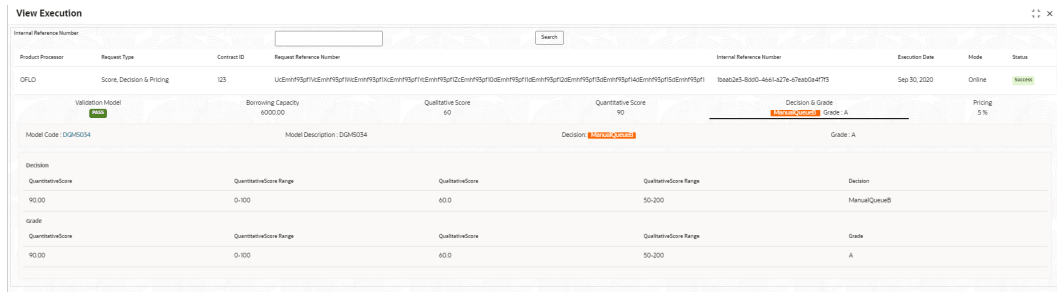 View Execution
Internal Reference Number
Search
Product Processor Request Type Contract ID Request Reference Number Internal Reference Number Execution Date Mode Status
OFLO Score, Decision & Pricing 123 UcEmhf93pf1VcEmhf93pf1WcEmhf93pf1XcEmhf93pf1YcEmhf93pf1ZcEmhf93pf10dEmhf93pf11dEmhf93pf12dEmhf93pf13dEmhf93pf14dEmhf93pf15dEmhf93pf1 1baab2e3-8dd0-4661-a27e-67eab0a4f7f3 Sep 30, 2020 Online Success
Validation Model Borrowing Capacity Qualitative Score Quantitative Score Decision & Grade Pricing
PASS 6000.00 60 90 ManualQueueB Grade : A 5 %
Model Code : DGMS034 Model Description : DGMS034 Decision: ManualQueueB Grade : A
Decision
QuantitativeScore QuantitativeScore Range QualitativeScore QualitativeScore Range Decision
90.00 0-100 60.0 50-200 ManualQueueB
Grade
QuantitativeScore QuantitativeScore Range QualitativeScore QualitativeScore Range Grade
90.00 0-100 60.0 50-200 A